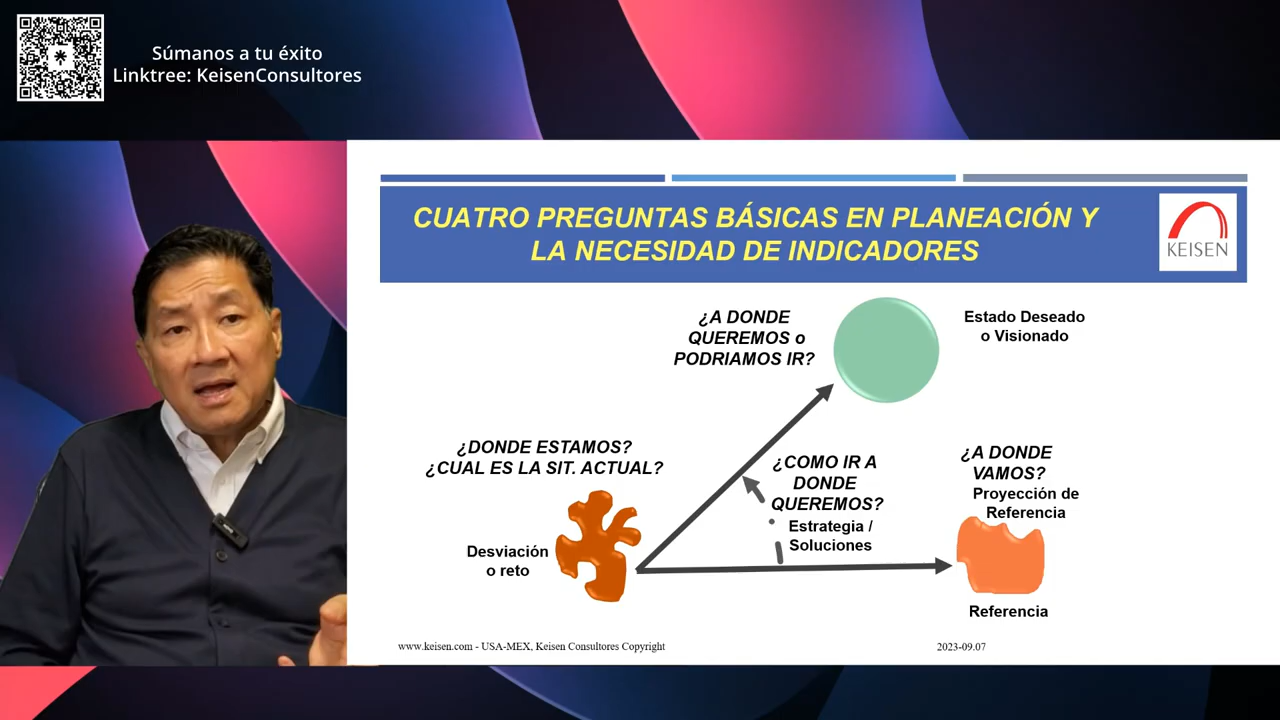 Súmanos a tu éxito
Linktree: KeisenConsultores
CUATRO PREGUNTAS BÁSICAS EN PLANEACIÓN Y
LA NECESIDAD DE INDICADORES
KEISEN
¿A DONDE
QUEREMOS o
PODRIAMOS IR?
Estado Deseado
o Visionado
¿DONDE ESTAMOS?
¿CUAL ES LA SIT. ACTUAL?
¿COMO IR A
DONDE
QUEREMOS?
Estrategia /
Soluciones
¿A DONDE
VAMOS?
Proyección de
Referencia
Desviación
o reto
Referencia
www.keisen.com - USA-MEX, Keisen Consultores Copyright
2023-09.07